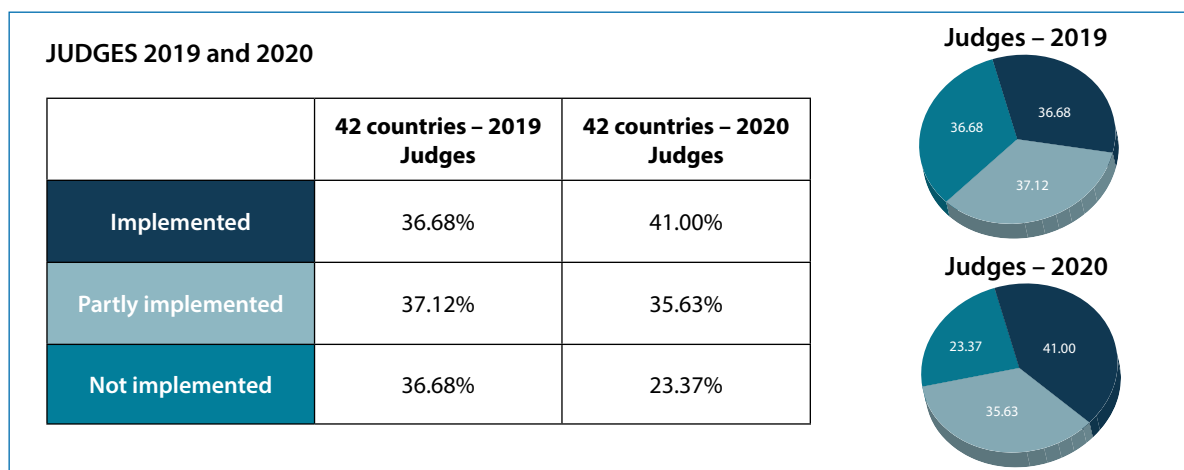 JUDGES 2019 and 2020
42 countries – 2019
Judges
42 countries – 2020
Judges
Implemented
36.68%
41.00%
Partly implemented
37.12%
35.63%
Not implemented
36.68%
23.37%
Judges – 2019
36.68
36.68
37.12
Judges – 2020
23.37
41.00
35.63